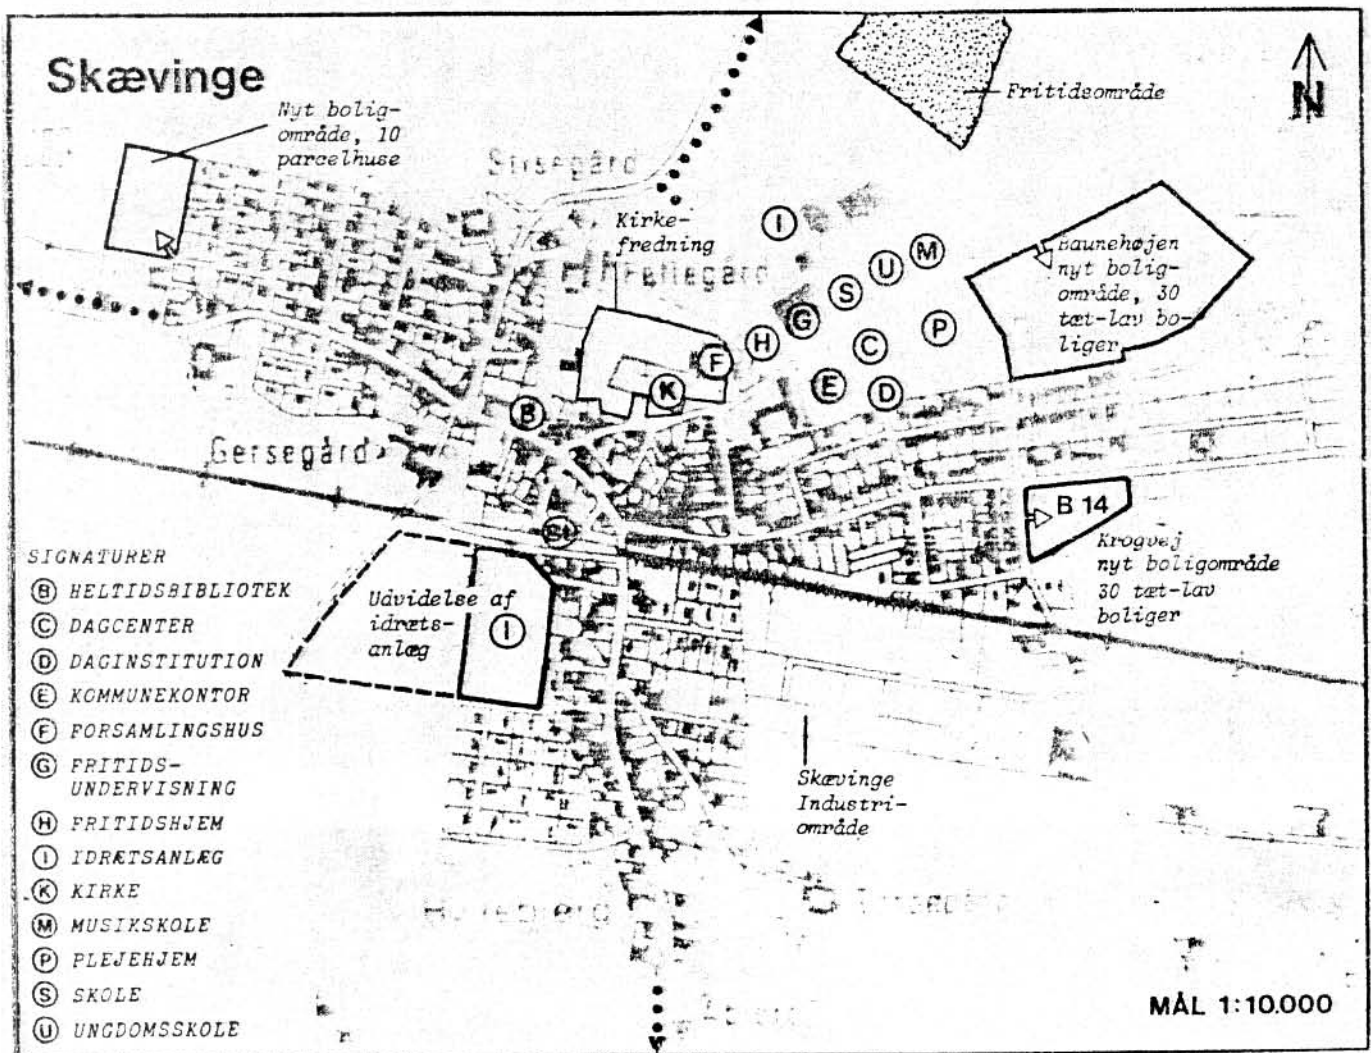 Skævinge
Nyt bolig-
område, 10
parcelhuse
Fritidsområde
N
Strsegård
Kirke-
fredning
I
M
U
S
G
H
P
C
F
K
E
D
B
Baunehøjen
nyt bolig-
område, 30
tæt-lav bo-
liger
Gersegård
St
B 14
Krogvej
nyt boligområde
30 tæt-lav
boliger
Udvidelse af
idræts-
anlæg
I
Skævinge
Industri-
område
SIGNATURER
B HELTIDSBIBLIOTEK
C DAGCENTER
D DAGINSTITUTION
E KOMMUNEKONTOR
F FORSAMLINGSHUS
G FRITIDS-
UNDERVISNING
H FRITIDSHJEM
I IDRÆTSANLÆG
K KIRKE
M MUSIKSKOLE
P PLEJEHJEM
S SKOLE
U UNGDOMSSKOLE
MÅL 1:10.000